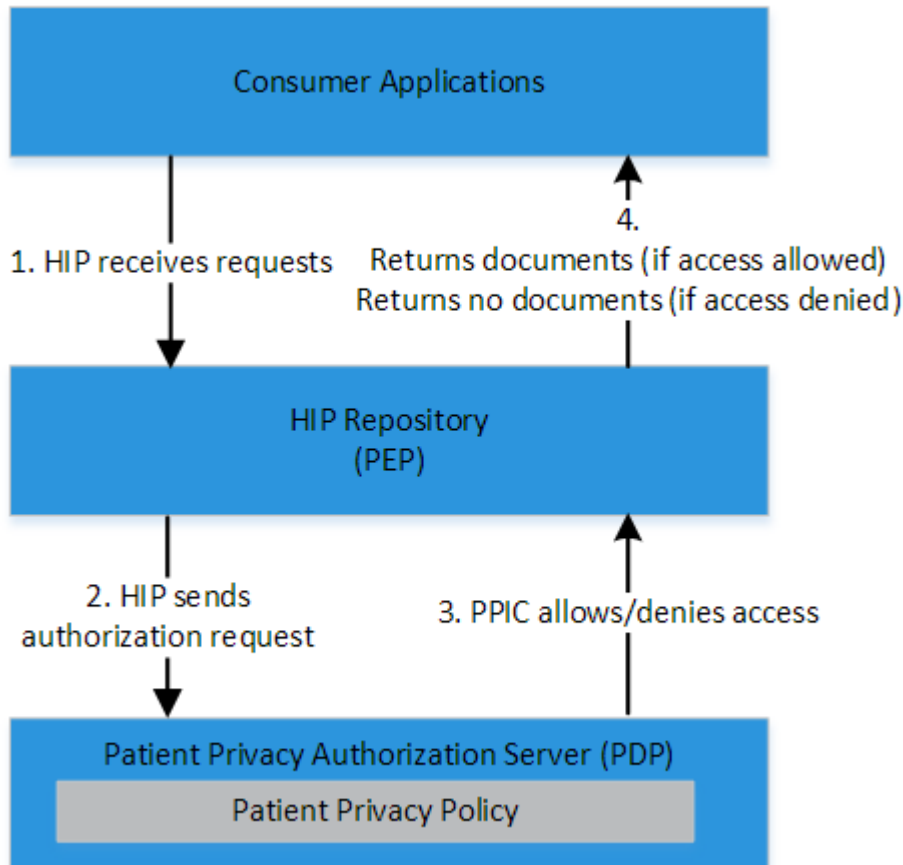 Consumer Applications
1. HIP receives requests
4.
Returns documents (if access allowed)
Returns no documents (if access denied)
HIP Repository
(PEP)
2. HIP sends
authorization request
3. PPIC allows/denies access
Patient Privacy Authorization Server (PDP)
Patient Privacy Policy